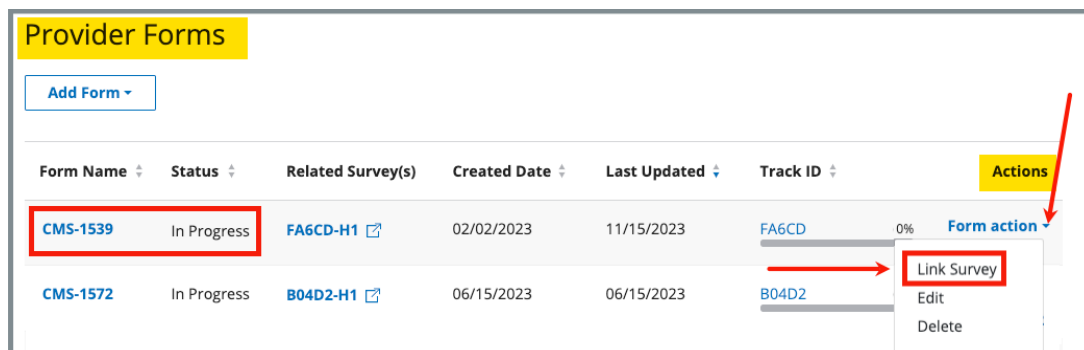 Provider Forms
Add Form
Form Name Status Related Survey(s) Created Date Last Updated Track ID Actions
CMS-1539 In Progress FA6CD-H1 02/02/2023 11/15/2023 FA6CD 0% Form action
Link Survey
CMS-1572 In Progress B04D2-H1 06/15/2023 06/15/2023 B04D2 Edit
Delete